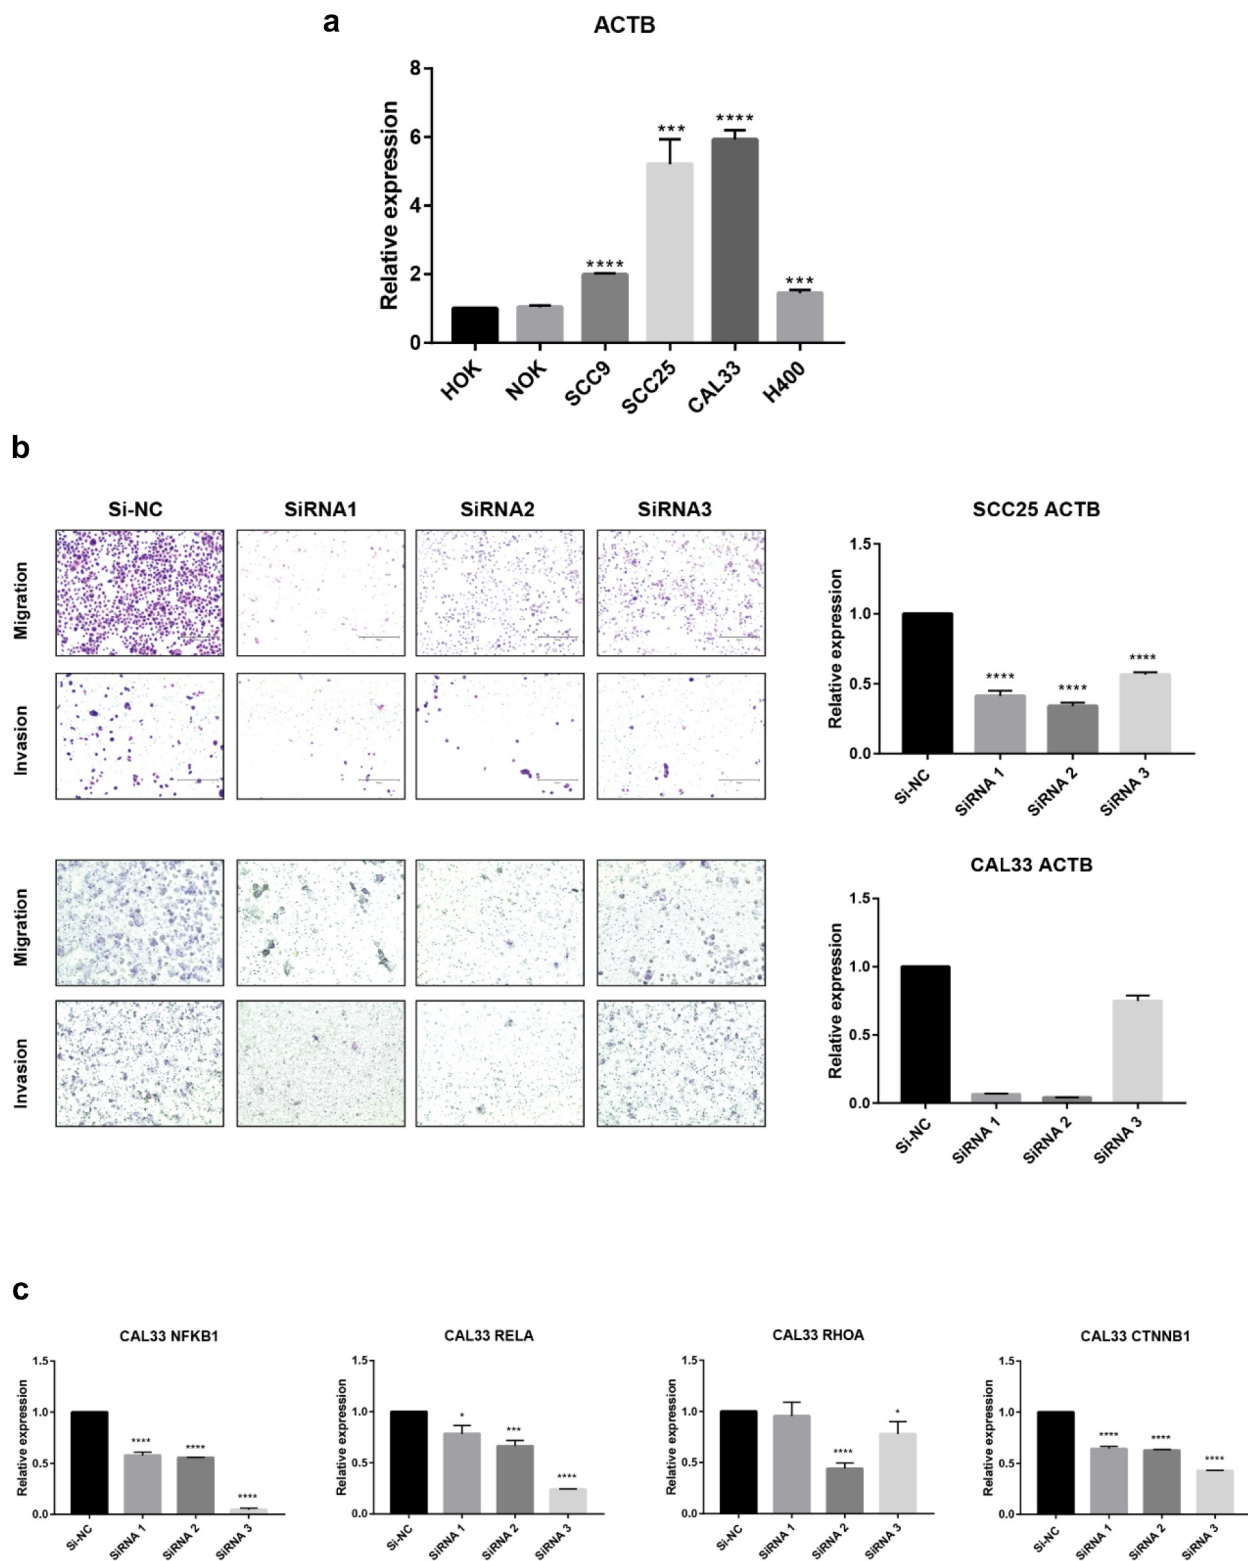 a
ACTB
Relative expression
8
6
4
2
0
****
***
****
***
HOK
NOK
SCC9
SCC25
CAL33
H400
b
Si-NC
SiRNA1
SiRNA2
SiRNA3
Migration
Invasion
Migration
Invasion
SCC25 ACTB
Relative expression
1.5
1.0
0.5
0.0
****
****
****
Si-NC
SiRNA 1
SiRNA 2
SiRNA 3
CAL33 ACTB
Relative expression
1.5
1.0
0.5
0.0
Si-NC
SiRNA 1
SiRNA 2
SiRNA 3
c
CAL33 NFKB1
Relative expression
1.5
1.0
0.5
0.0
****
****
****
Si-NC
SiRNA 1
SiRNA 2
SiRNA 3
CAL33 RELA
Relative expression
1.5
1.0
0.5
0.0
*
***
****
Si-NC
SiRNA 1
SiRNA 2
SiRNA 3
CAL33 RHOA
Relative expression
1.5
1.0
0.5
0.0
****
*
Si-NC
SiRNA 1
SiRNA 2
SiRNA 3
CAL33 CTNNB1
Relative expression
1.5
1.0
0.5
0.0
****
****
****
Si-NC
SiRNA 1
SiRNA 2
SiRNA 3